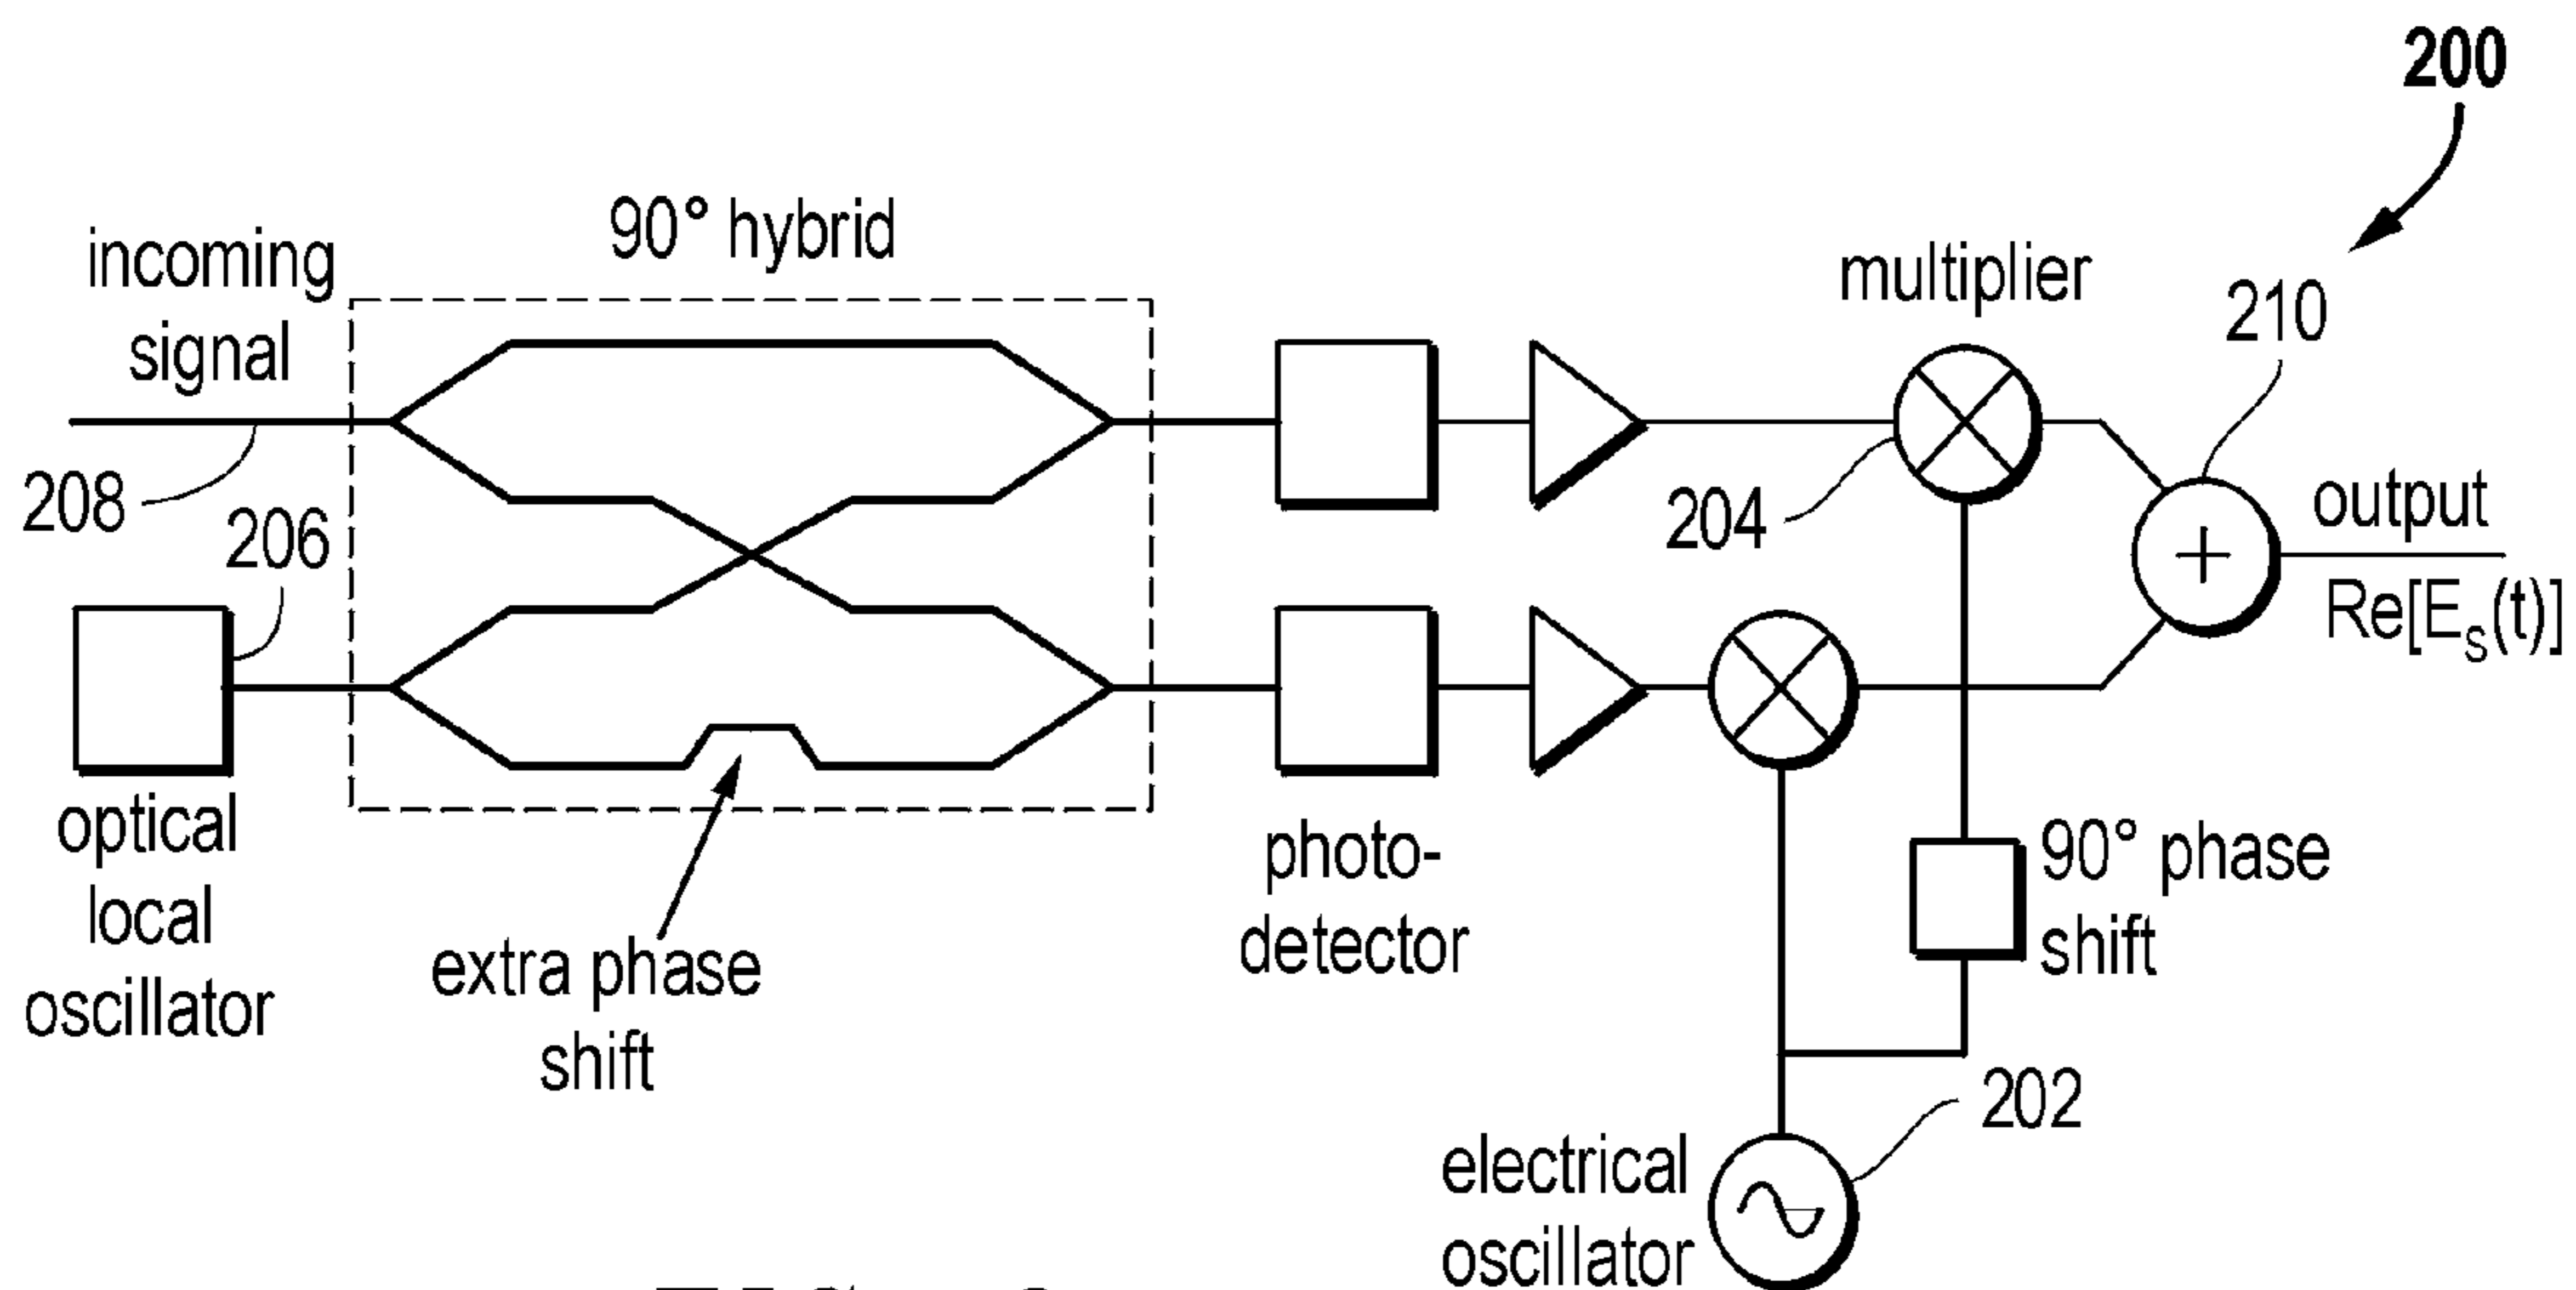 200
90° hybrid
incoming
signal
multiplier
210
208
206
204
output
Re[E_S(t)]
optical
local
oscillator
extra phase
shift
photo-
detector
90° phase
shift
202
electrical
oscillator
+